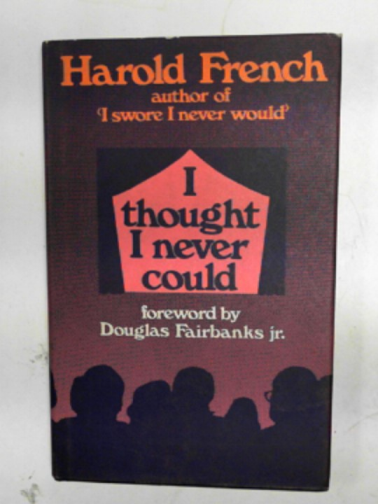 Harold French
author of
'I swore I never would'
I
thought
I never
could
foreword by
Douglas Fairbanks jr.